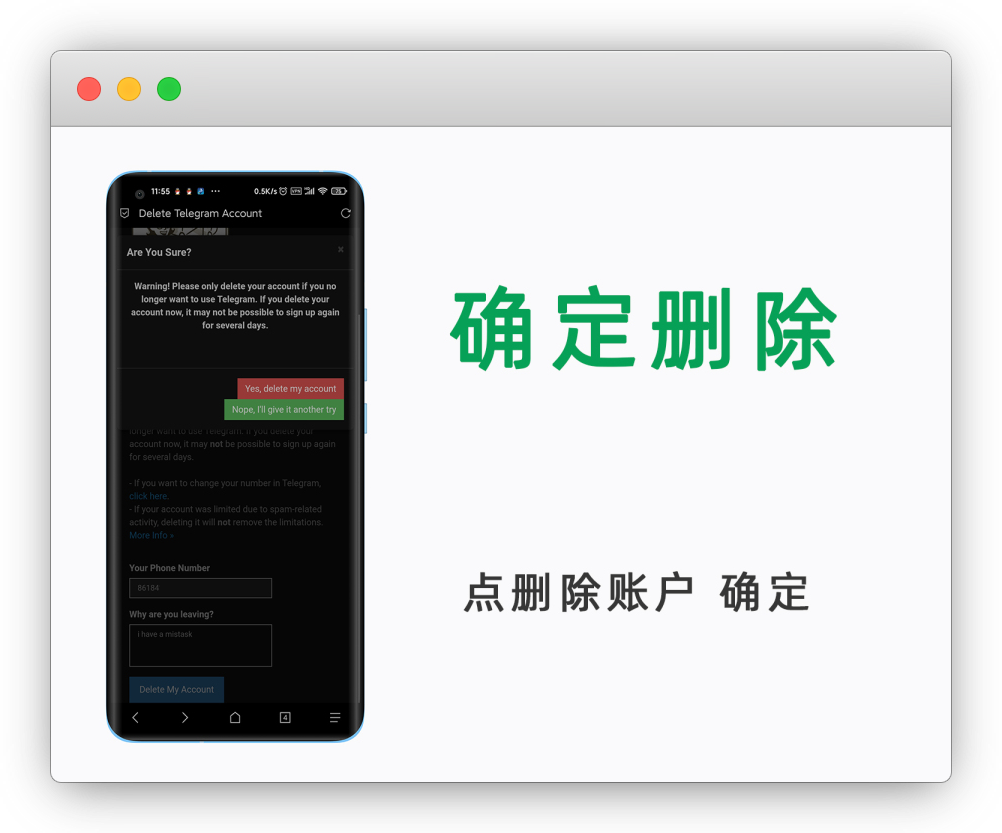 11:55
0.5K/s
VPN
75
Delete Telegram Account
Are You Sure?
×
Warning! Please only delete your account if you no
longer want to use Telegram. If you delete your
account now, it may not be possible to sign up again
for several days.
Yes, delete my account
Nope, I'll give it another try
longer want to use Telegram. If you delete your
account now, it may not be possible to sign up again
for several days.
- If you want to change your number in Telegram,
click here.
- If your account was limited due to spam-related
activity, deleting it will not remove the limitations.
More Info »
Your Phone Number
86184
Why are you leaving?
i have a mistask
Delete My Account
4
确定删除
点删除账户 确定